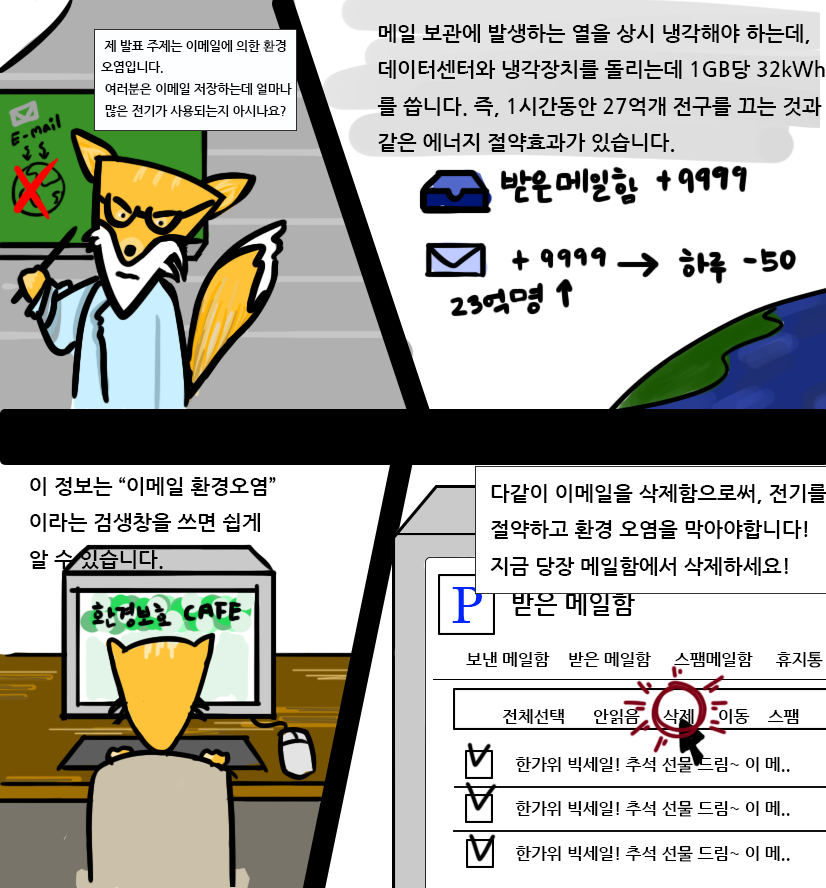 제 발표 주제는 이메일에 의한 환경
오염입니다.
여러분은 이메일 저장하는데 얼마나
많은 전기가 사용되는지 아시나요?
E-mail
메일 보관에 발생하는 열을 상시 냉각해야 하는데,
데이터센터와 냉각장치를 돌리는데 1GB당 32kWh
를 씁니다. 즉, 1시간동안 27억개 전구를 끄는 것과
같은 에너지 절약효과가 있습니다.
받은메일함 +9999
+9999 → 하루 -50
23억명 ↑
이 정보는 “이메일 환경오염”
이라는 검생창을 쓰면 쉽게
알 수 있습니다.
환경보호 CAFE
다같이 이메일을 삭제함으로써, 전기를
절약하고 환경 오염을 막아야합니다!
지금 당장 메일함에서 삭제하세요!
P 받은 메일함
보낸 메일함 받은 메일함 스팸메일함 휴지통
전체선택 안읽음 삭제 이동 스팸
한가위 빅세일! 추석 선물 드림~ 이 메..
한가위 빅세일! 추석 선물 드림~ 이 메..
한가위 빅세일! 추석 선물 드림~ 이 메..